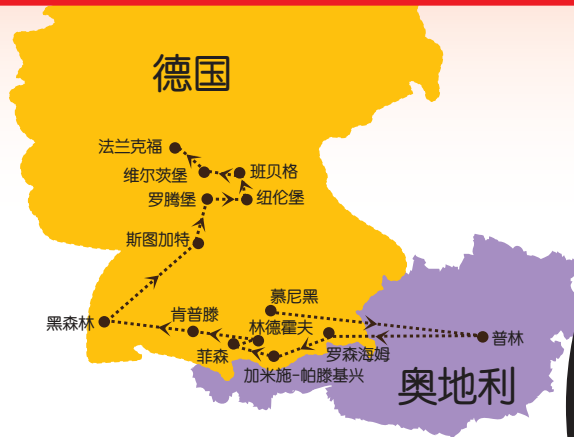 德国
法兰克福
维尔茨堡
班贝格
罗腾堡
纽伦堡
斯图加特
慕尼黑
黑森林
肯普滕
林德霍夫
普林
菲森
罗森海姆
加米施-帕滕基兴
奥地利